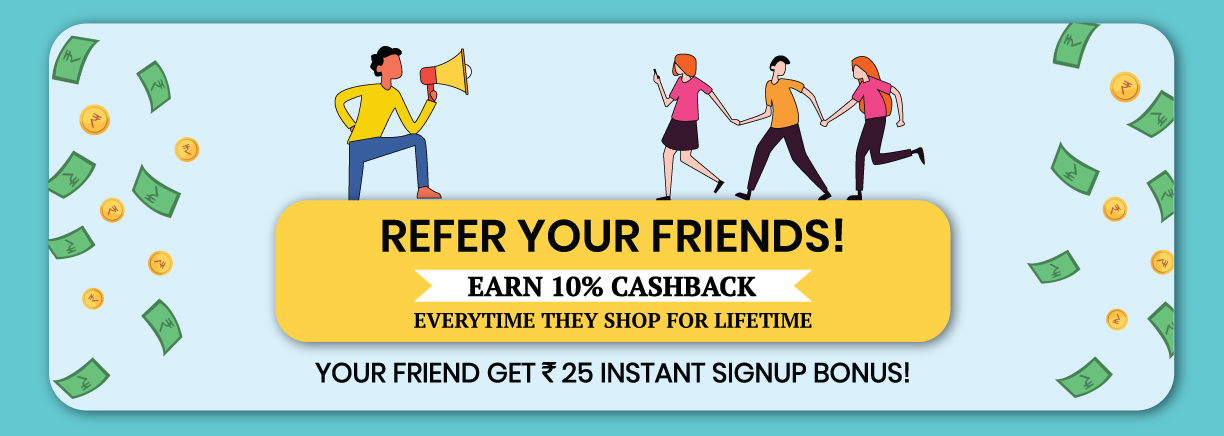 REFER YOUR FRIENDS!
EARN 10% CASHBACK
EVERYTIME THEY SHOP FOR LIFETIME
YOUR FRIEND GET ₹ 25 INSTANT SIGNUP BONUS!